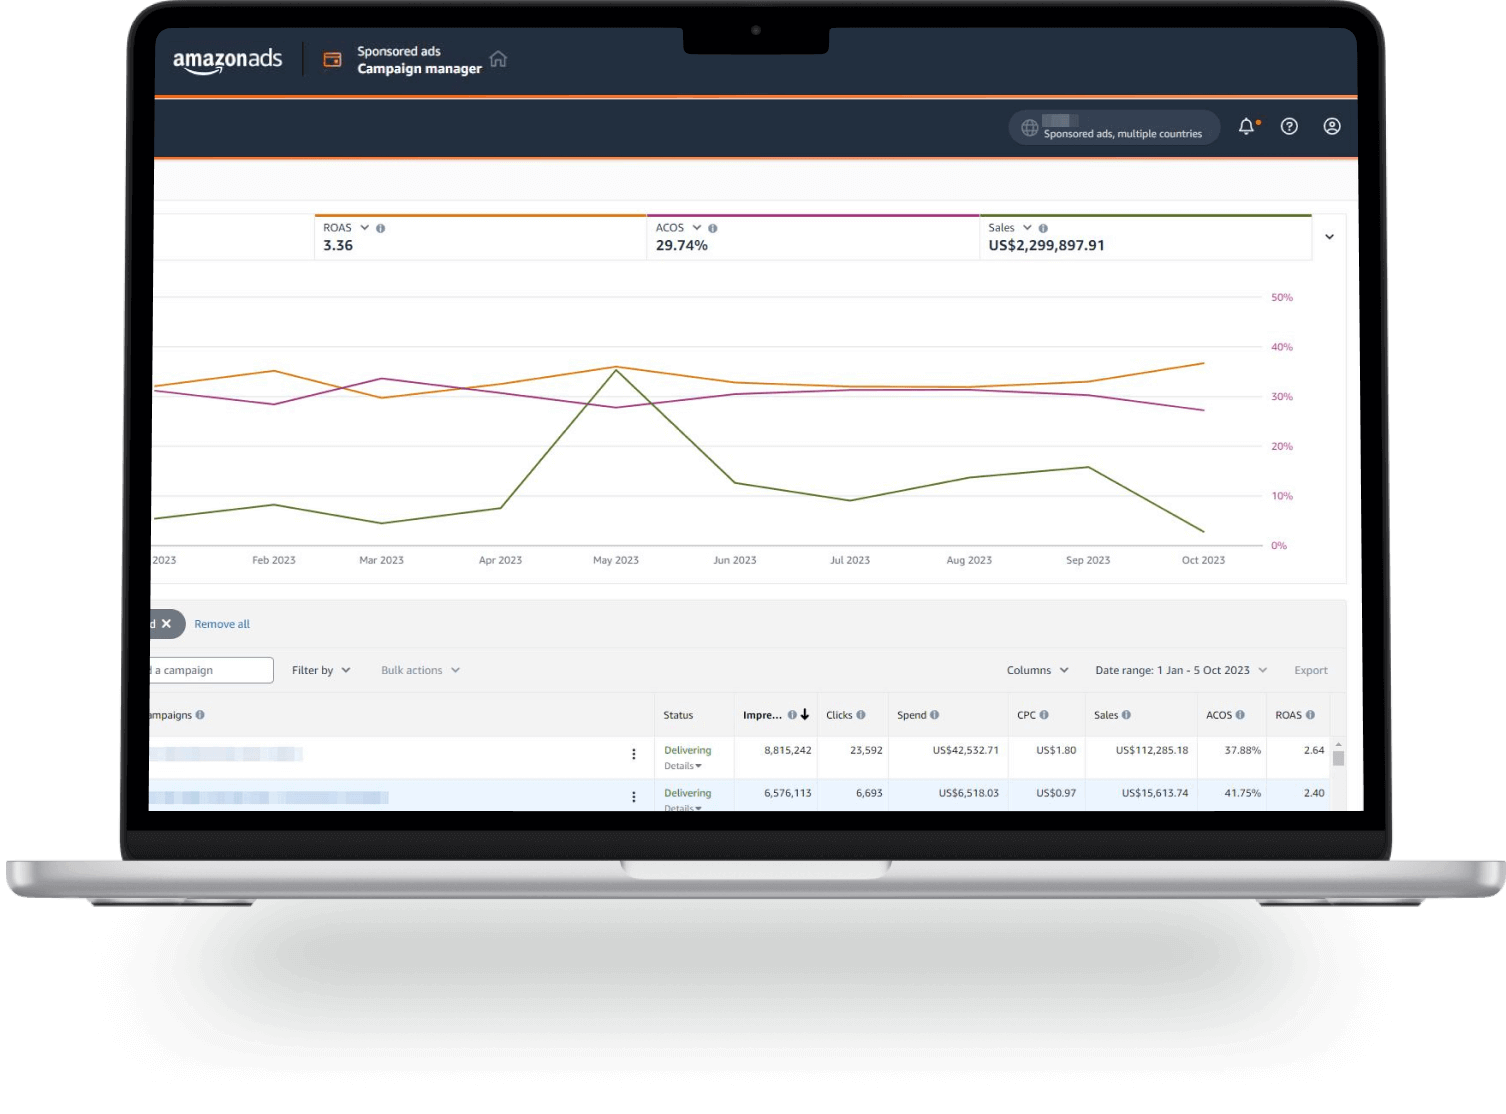 amazonads
Sponsored ads
Campaign manager
Sponsored ads, multiple countries
ROAS
3.36
ACOS
29.74%
Sales
US$2,299,897.91
50%
40%
30%
20%
10%
0%
2023 Feb 2023 Mar 2023 Apr 2023 May 2023 Jun 2023 Jul 2023 Aug 2023 Sep 2023 Oct 2023
d Remove all
a campaign Filter by Bulk actions Columns Date range: 1 Jan - 5 Oct 2023 Export
ampaigns Status Impre... Clicks Spend CPC Sales ACOS ROAS
Delivering 8,815,242 23,592 US$42,532.71 US$1.80 US$112,285.18 37.88% 2.64
Details
Delivering 6,576,113 6,693 US$6,518.03 US$0.97 US$15,613.74 41.75% 2.40
Details